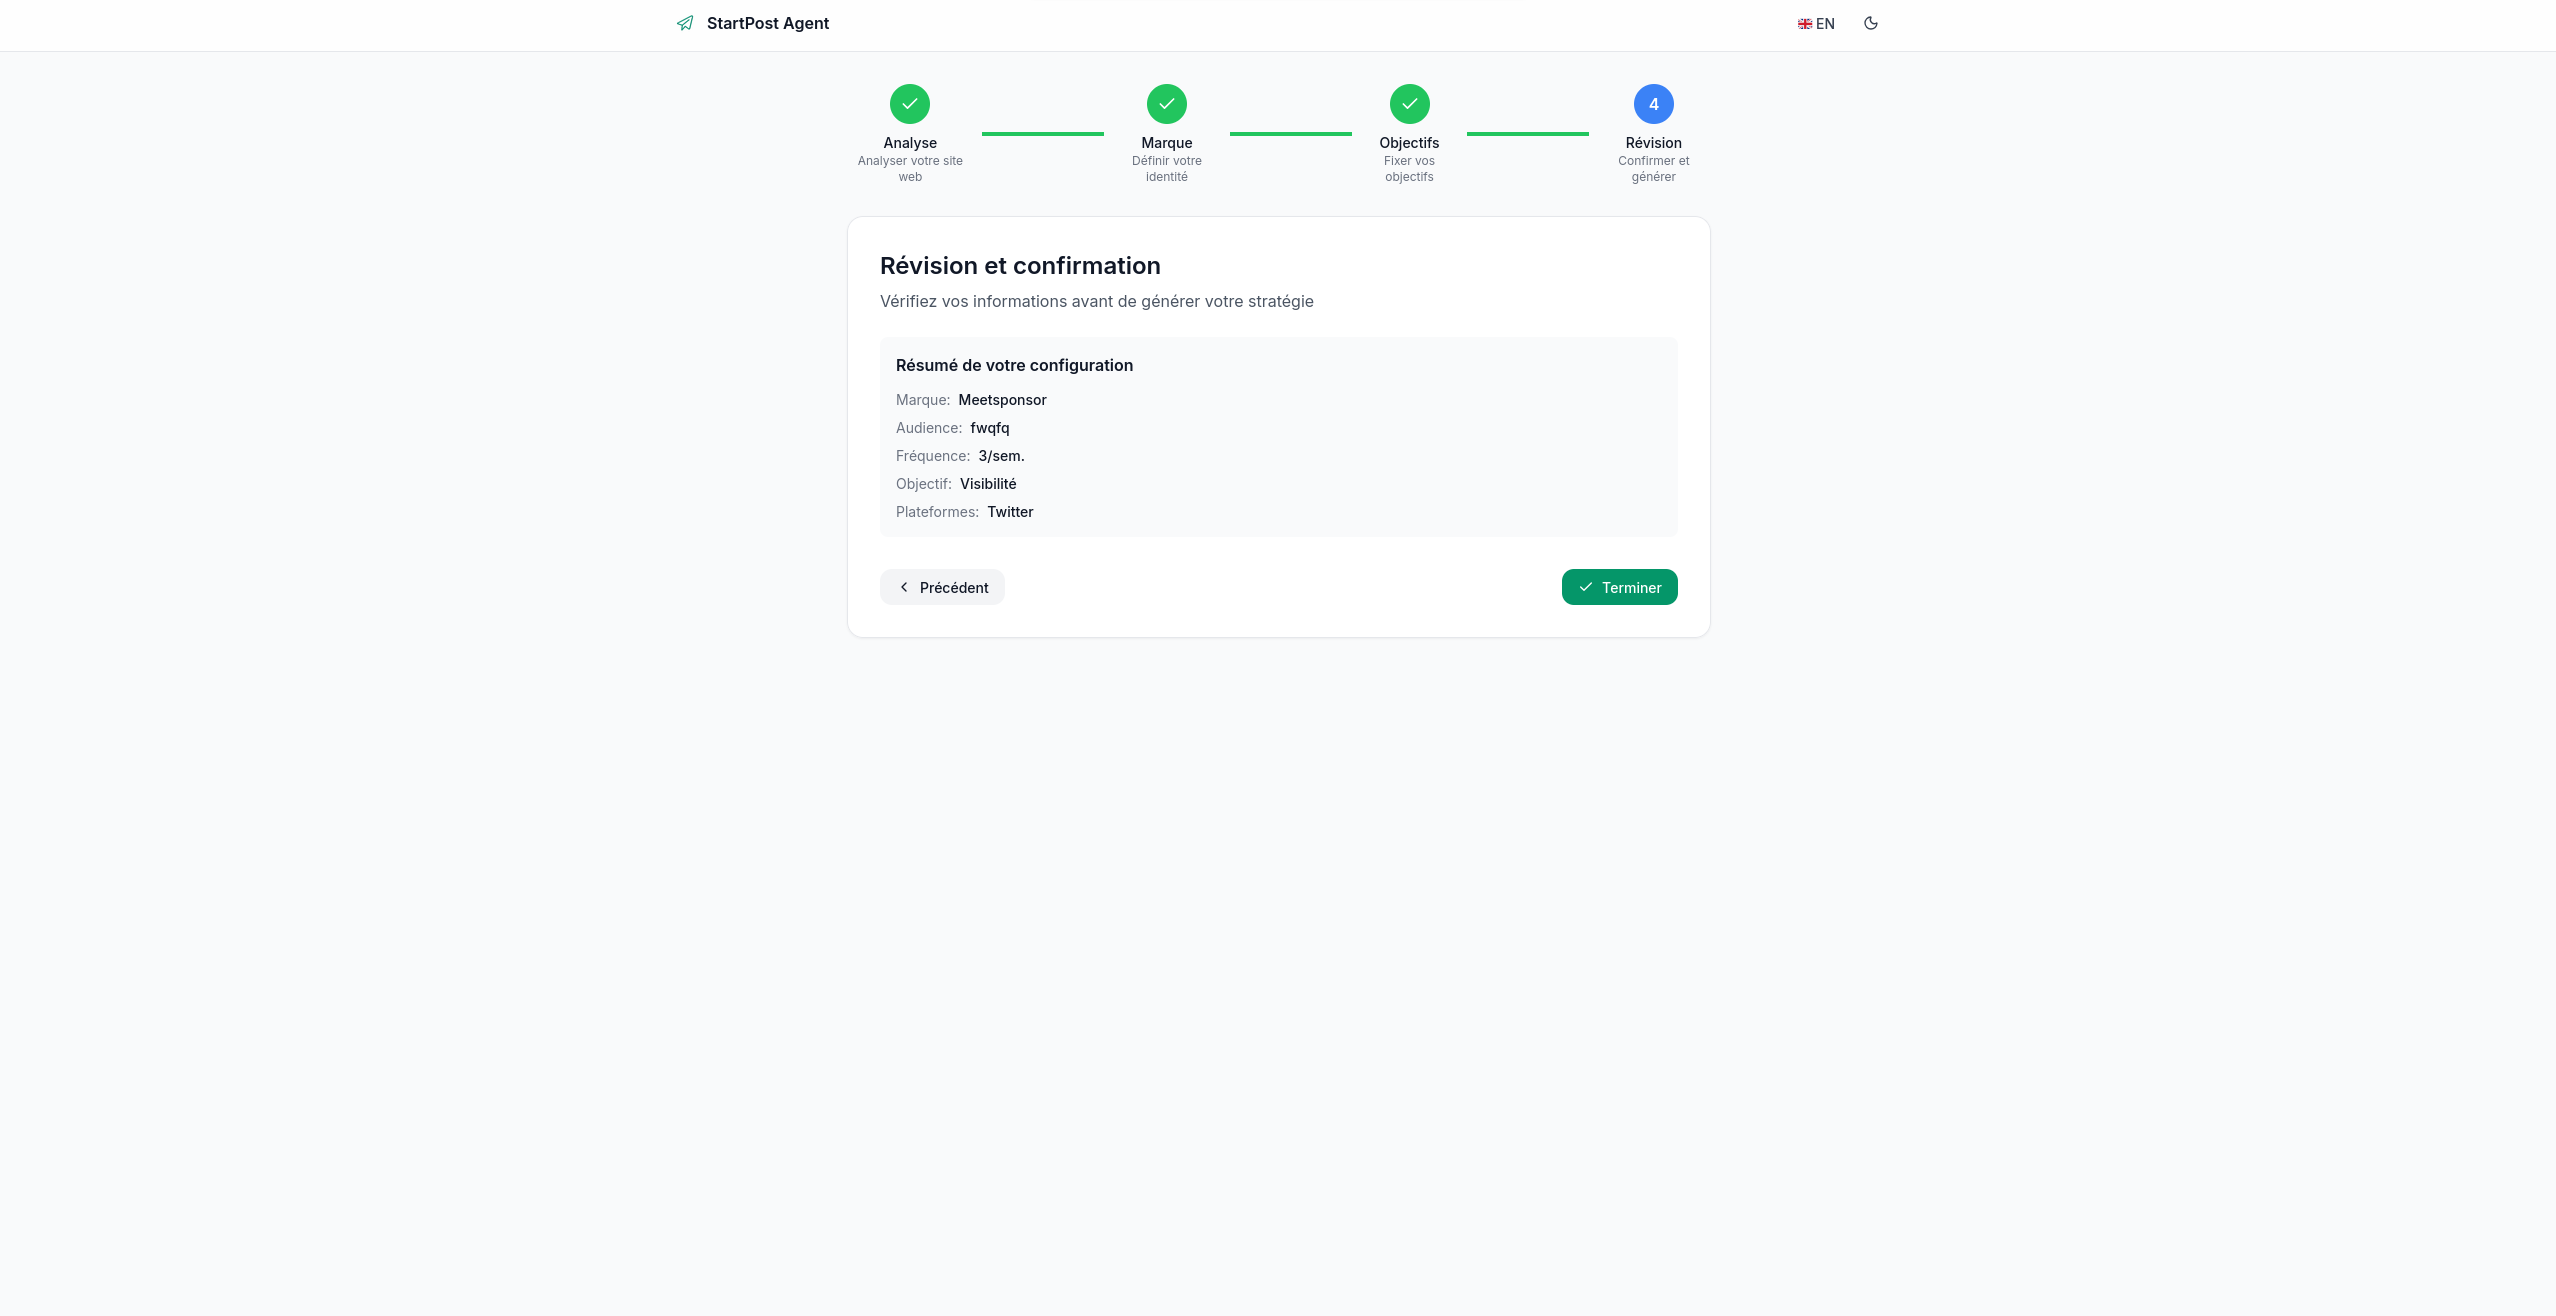 StartPost Agent
EN
Analyse
Analyser votre site
web
Marque
Définir votre
identité
Objectifs
Fixer vos
objectifs
4
Révision
Confirmer et
générer
Révision et confirmation
Vérifiez vos informations avant de générer votre stratégie
Résumé de votre configuration
Marque: Meetsponsor
Audience: fwqfq
Fréquence: 3/sem.
Objectif: Visibilité
Plateformes: Twitter
Précédent
Terminer